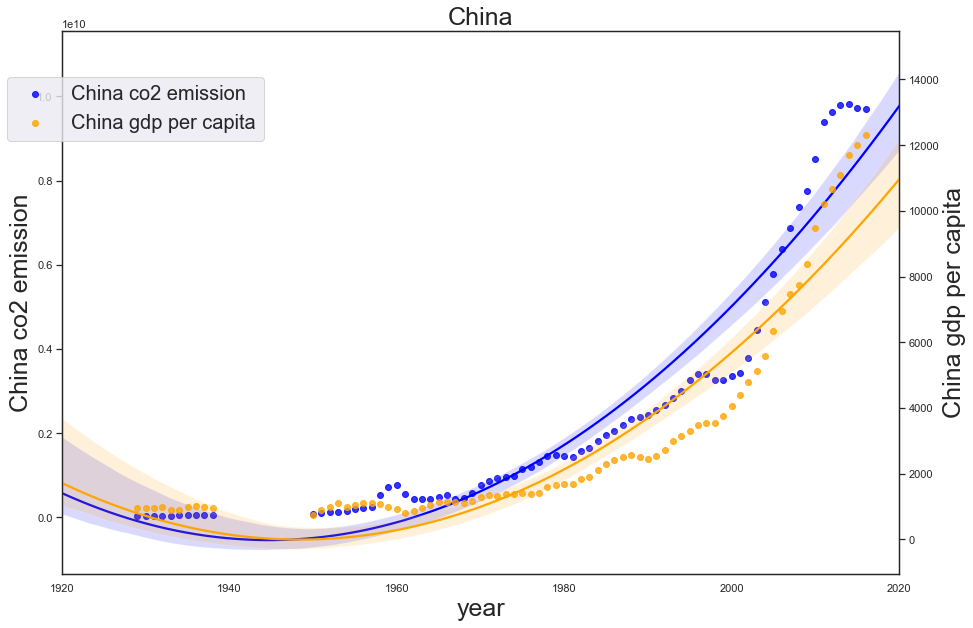 China
1e10
China co2 emission
China gdp per capita
1.0
0.8
0.6
0.4
0.2
0.0
China co2 emission
14000
12000
10000
8000
6000
4000
2000
0
China gdp per capita
1920 1940 1960 1980 2000 2020
year